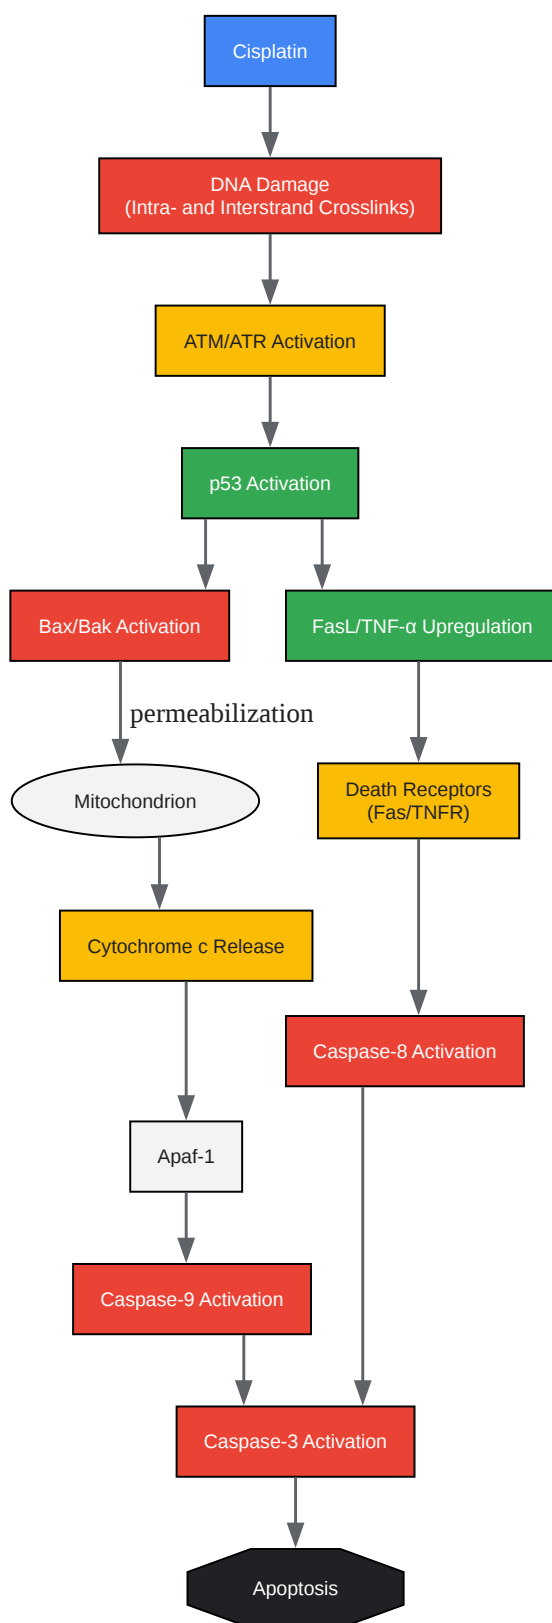 Cisplatin
DNA Damage
(Intra- and Interstrand Crosslinks)
ATM/ATR Activation
p53 Activation
Bax/Bak Activation
FasL/TNF-α Upregulation
permeabilization
Mitochondrion
Death Receptors
(Fas/TNFR)
Cytochrome c Release
Caspase-8 Activation
Apaf-1
Caspase-9 Activation
Caspase-3 Activation
Apoptosis